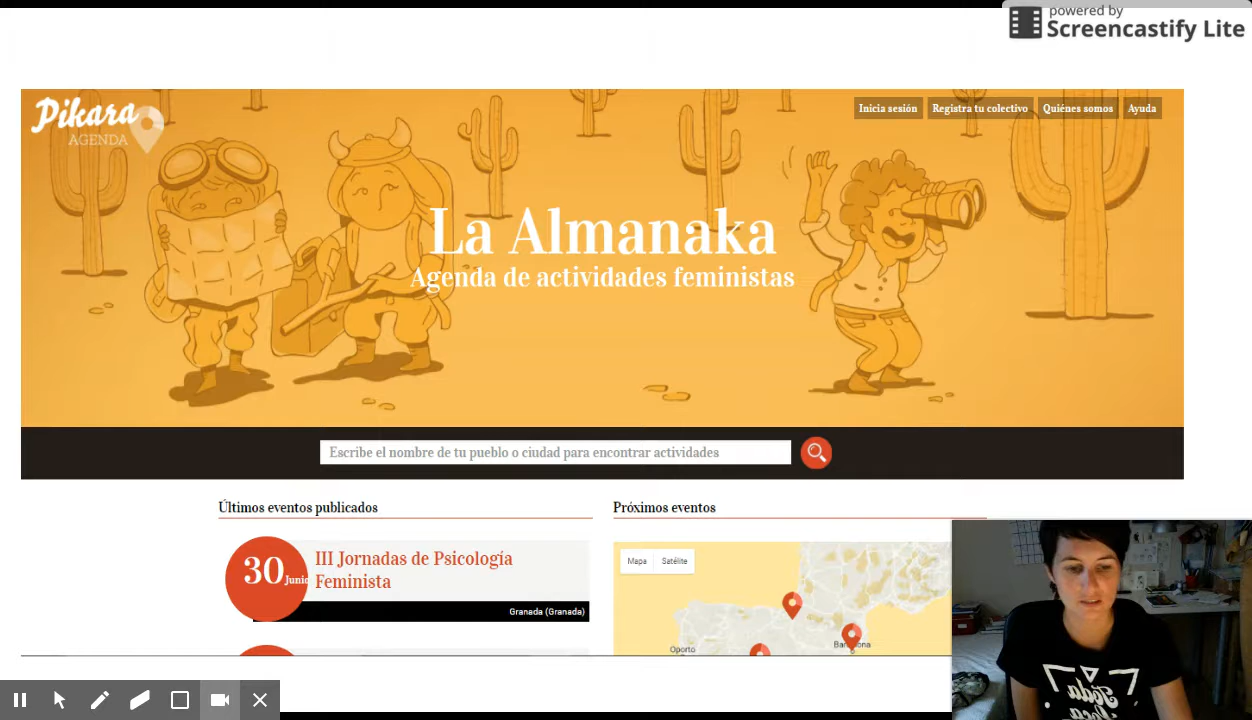 powered by
Screencastify Lite
Pikara
AGENDA
Inicia sesión
Registra tu colectivo
Quiénes somos
Ayuda
La Almanaka
Agenda de actividades feministas
Escribe el nombre de tu pueblo o ciudad para encontrar actividades
Últimos eventos publicados
Próximos eventos
30 Junio
III Jornadas de Psicología
Feminista
Granada (Granada)
Mapa
Satélite
Oporto
Barcelona
Toda
loca